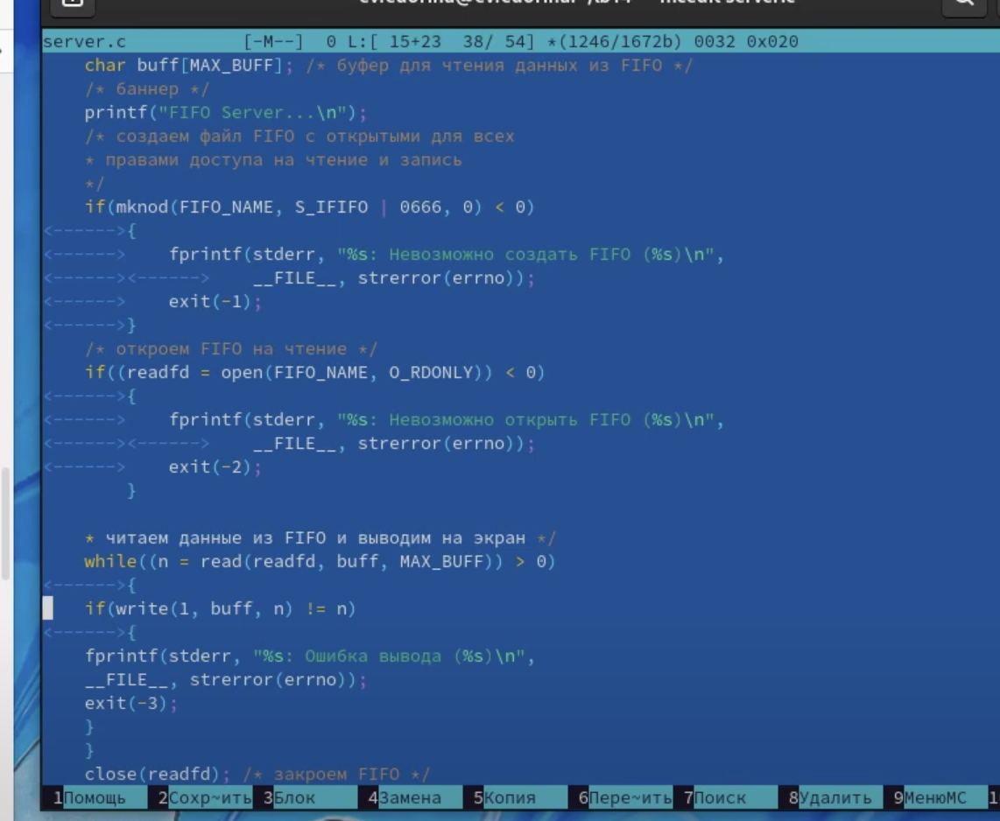 server.c [-M--] 0 L:[ 15+23 38/ 54] *(1246/1672b) 0032 0x020
char buff[MAX_BUFF]; /* буфер для чтения данных из FIFO */
/* баннер */
printf("FIFO Server...\n");
/* создаем файл FIFO с открытыми для всех
* правами доступа на чтение и запись
*/
if(mknod(FIFO_NAME, S_IFIFO | 0666, 0) < 0)
<------>{
<------> fprintf(stderr, "%s: Невозможно создать FIFO (%s)\n",
<------><------> __FILE__, strerror(errno));
<------> exit(-1);
<------>}
/* откроем FIFO на чтение */
if((readfd = open(FIFO_NAME, O_RDONLY)) < 0)
<------>{
<------> fprintf(stderr, "%s: Невозможно открыть FIFO (%s)\n",
<------><------> __FILE__, strerror(errno));
<------> exit(-2);
}
* читаем данные из FIFO и выводим на экран */
while((n = read(readfd, buff, MAX_BUFF)) > 0)
<------>{
if(write(1, buff, n) != n)
<------>{
fprintf(stderr, "%s: Ошибка вывода (%s)\n",
__FILE__, strerror(errno));
exit(-3);
}
}
close(readfd); /* закроем FIFO */
1Помощь 2Сохр~ить 3Блок 4Замена 5Копия 6Пере~ить 7Поиск 8Удалить 9МенюMC 1